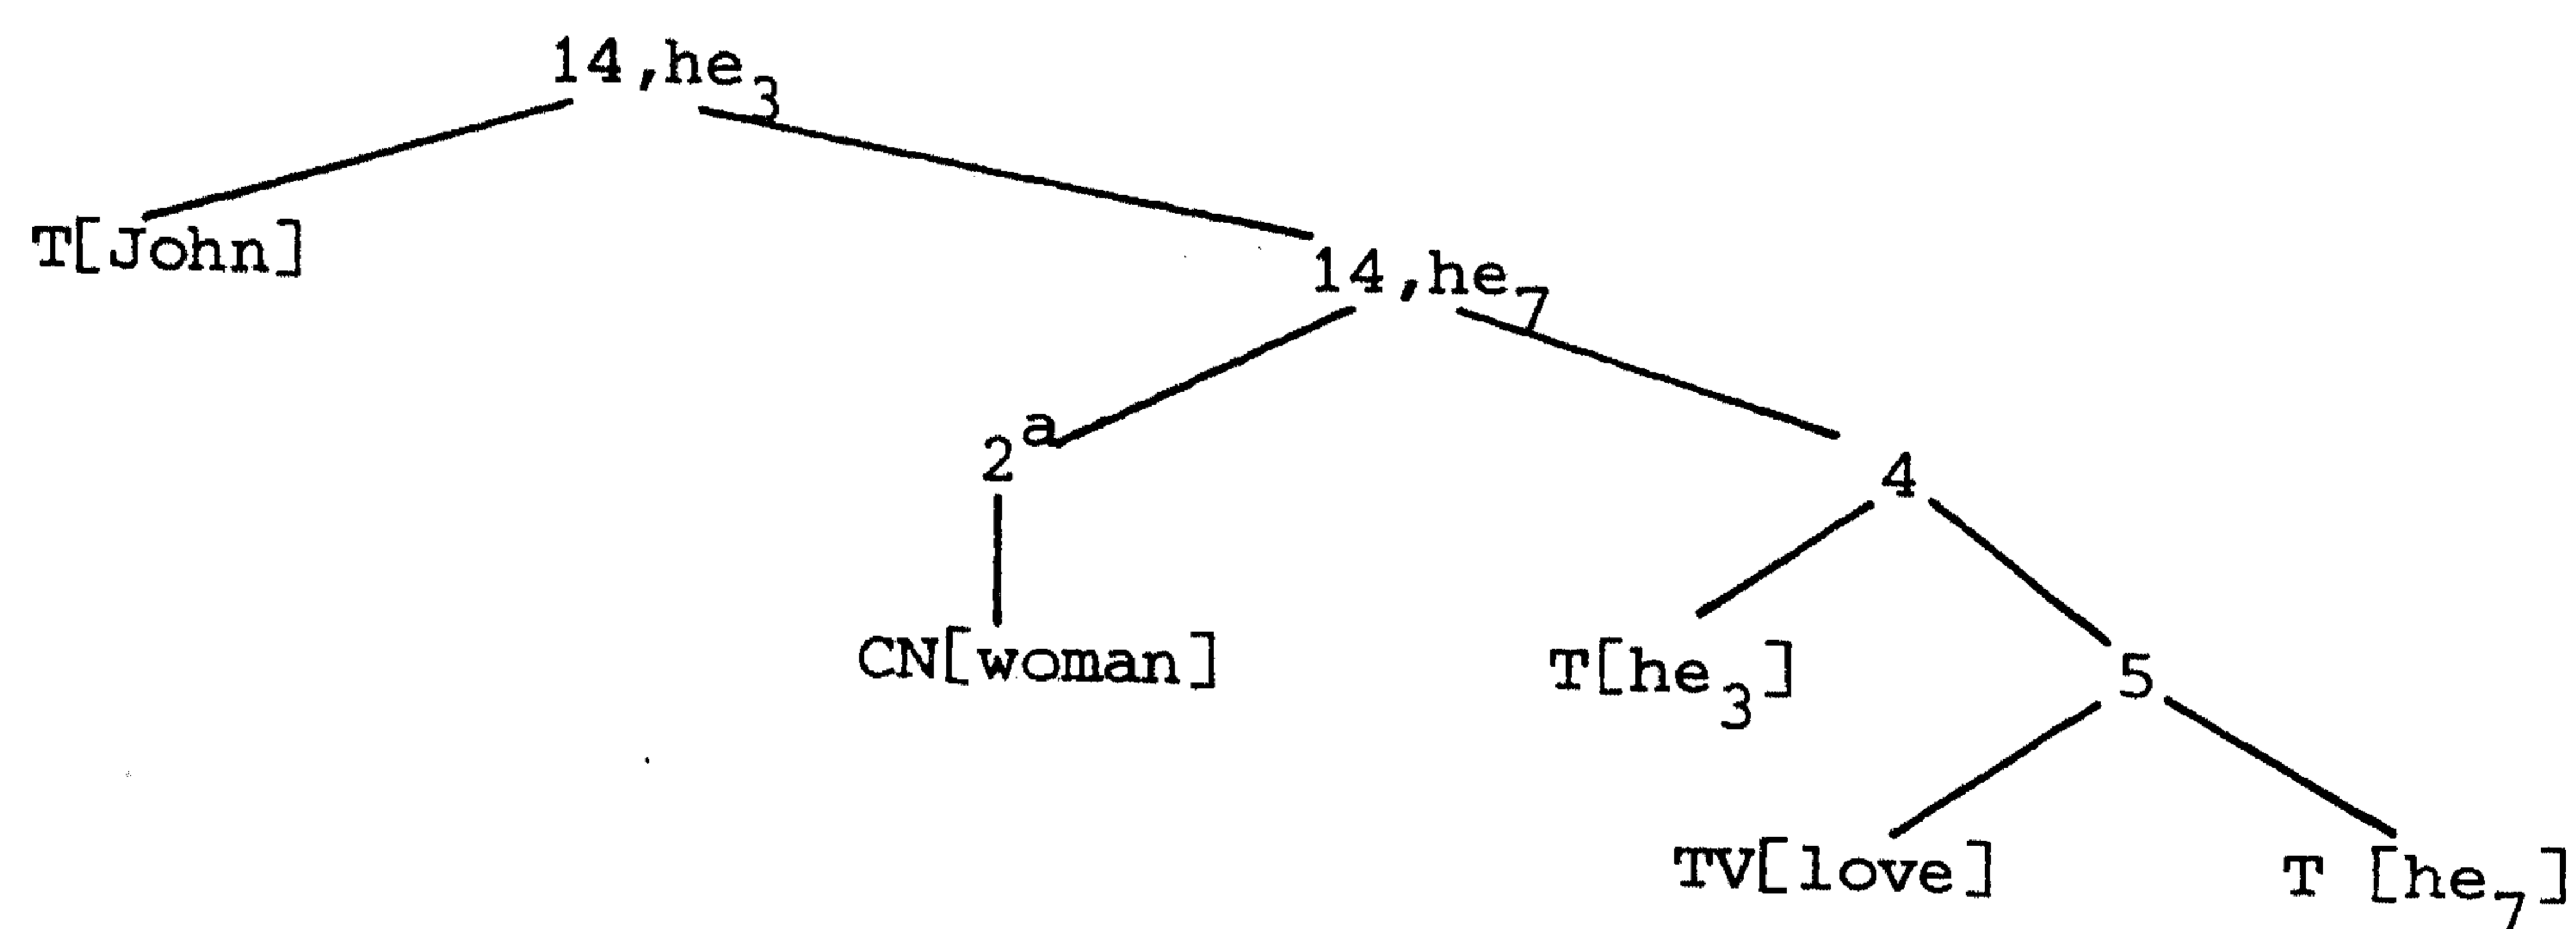 14,he₃
T[John]
14,he₇
2ᵃ
4
CN[woman]
T[he₃]
5
TV[love]
T [he₇]